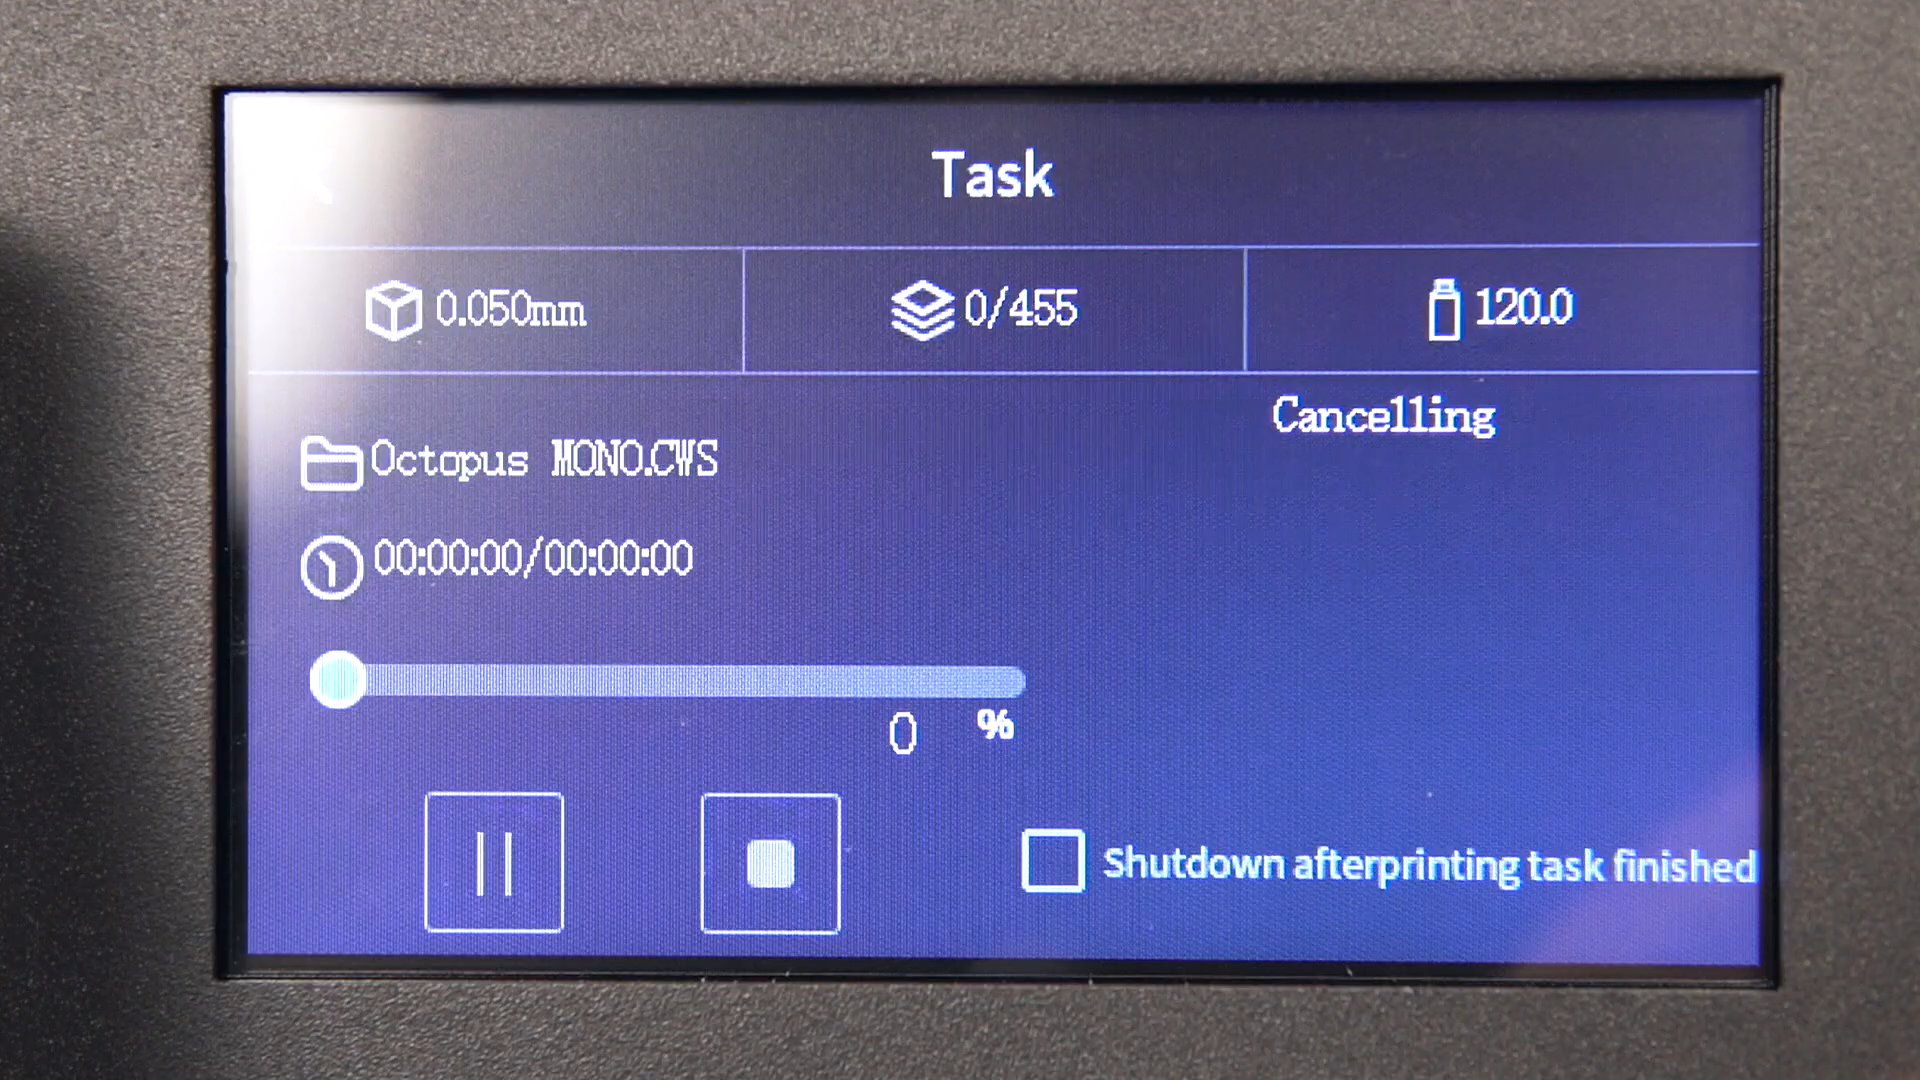 Task
0.050mm
0/455
120.0
Cancelling
Octopus MONO.CWS
00:00:00/00:00:00
0 %
Shutdown afterprinting task finished